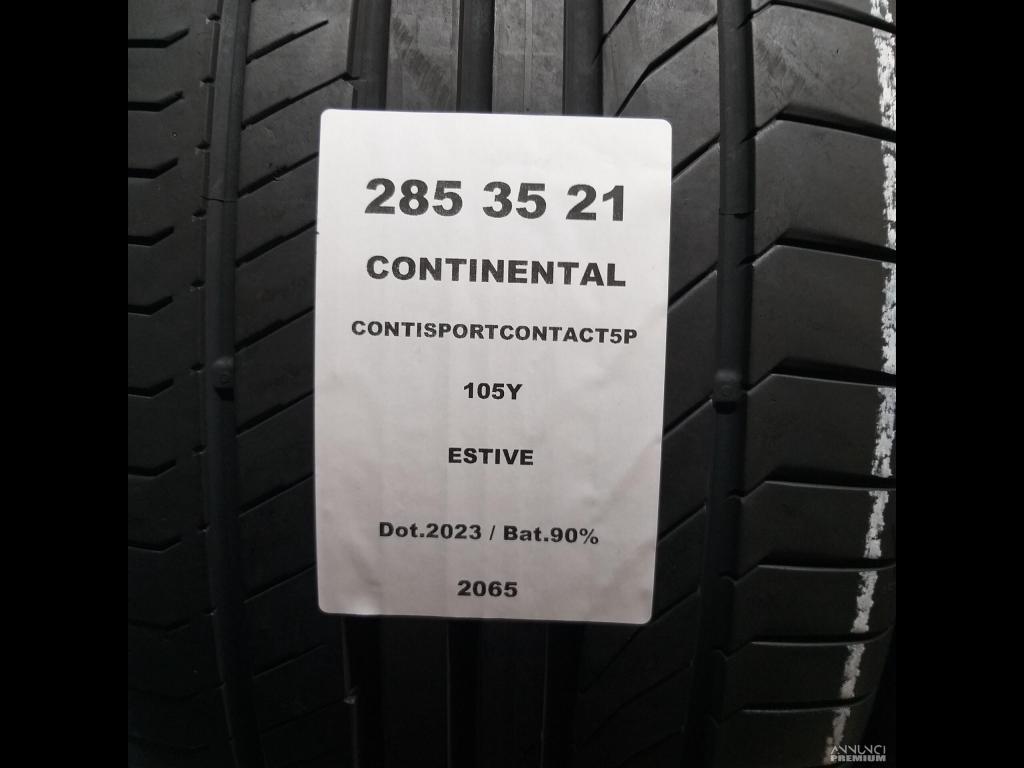 285 35 21
CONTINENTAL
CONTISPORTCONTACT5P
105Y
ESTIVE
Dot.2023 / Bat.90%
2065
ANNUNCI
PREMIUM